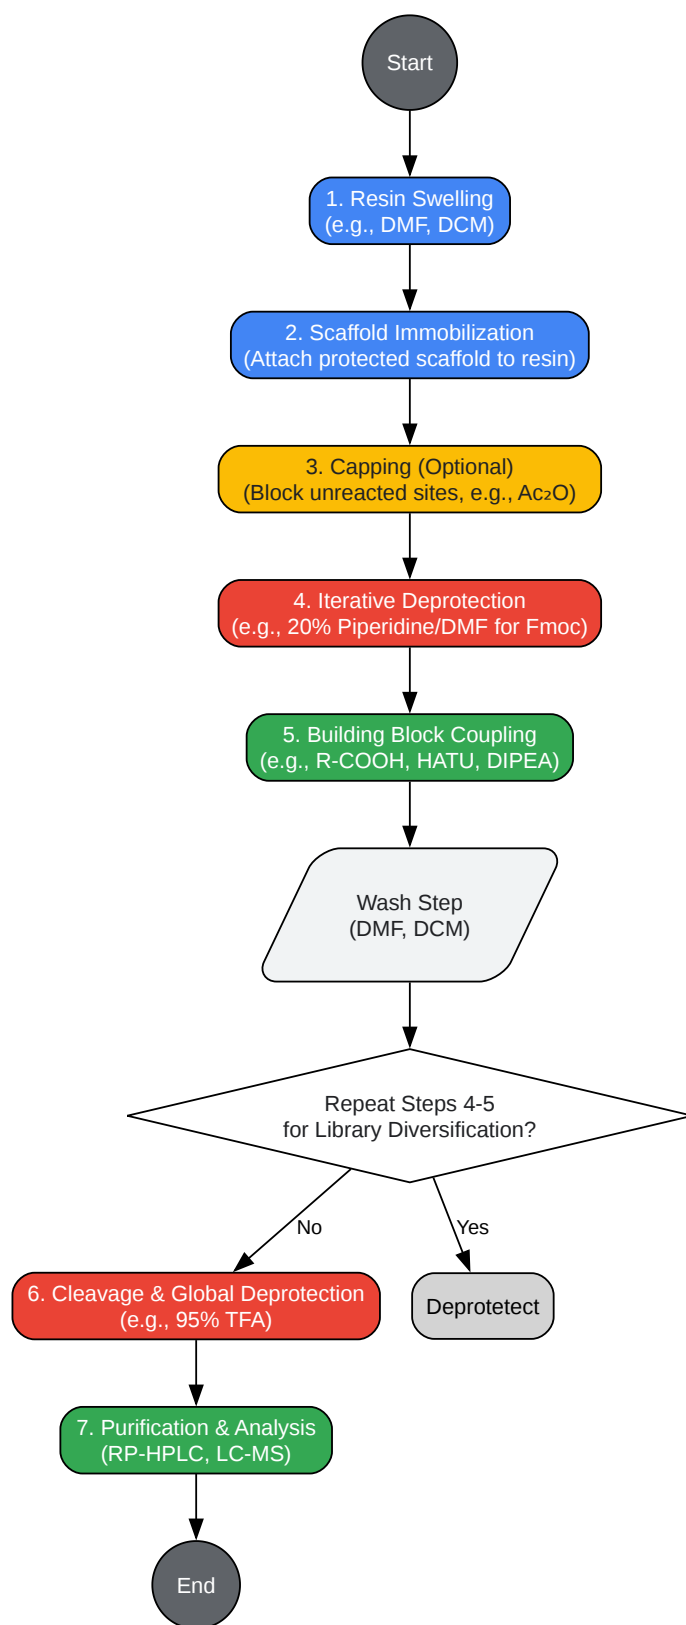 Start
1. Resin Swelling
(e.g., DMF, DCM)
2. Scaffold Immobilization
(Attach protected scaffold to resin)
3. Capping (Optional)
(Block unreacted sites, e.g., Ac₂O)
4. Iterative Deprotection
(e.g., 20% Piperidine/DMF for Fmoc)
5. Building Block Coupling
(e.g., R-COOH, HATU, DIPEA)
Wash Step
(DMF, DCM)
Repeat Steps 4-5
for Library Diversification?
No
Yes
6. Cleavage & Global Deprotection
(e.g., 95% TFA)
Deprotetect
7. Purification & Analysis
(RP-HPLC, LC-MS)
End